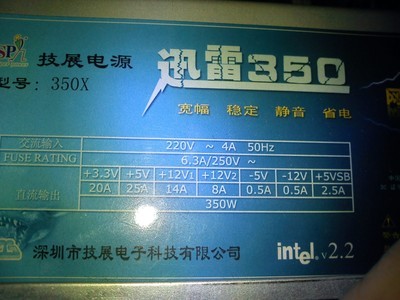 SP 技展电源 迅雷350
型号: 350X
宽幅 稳定 静音 省电
交流输入 220V ~ 4A 50Hz
FUSE RATING 6.3A/250V ~
直流输出 +3.3V +5V +12V1 +12V2 -5V -12V +5VSB
20A 25A 14A 8A 0.5A 0.5A 2.5A
350W
深圳市技展电子科技有限公司 intel® v2.2